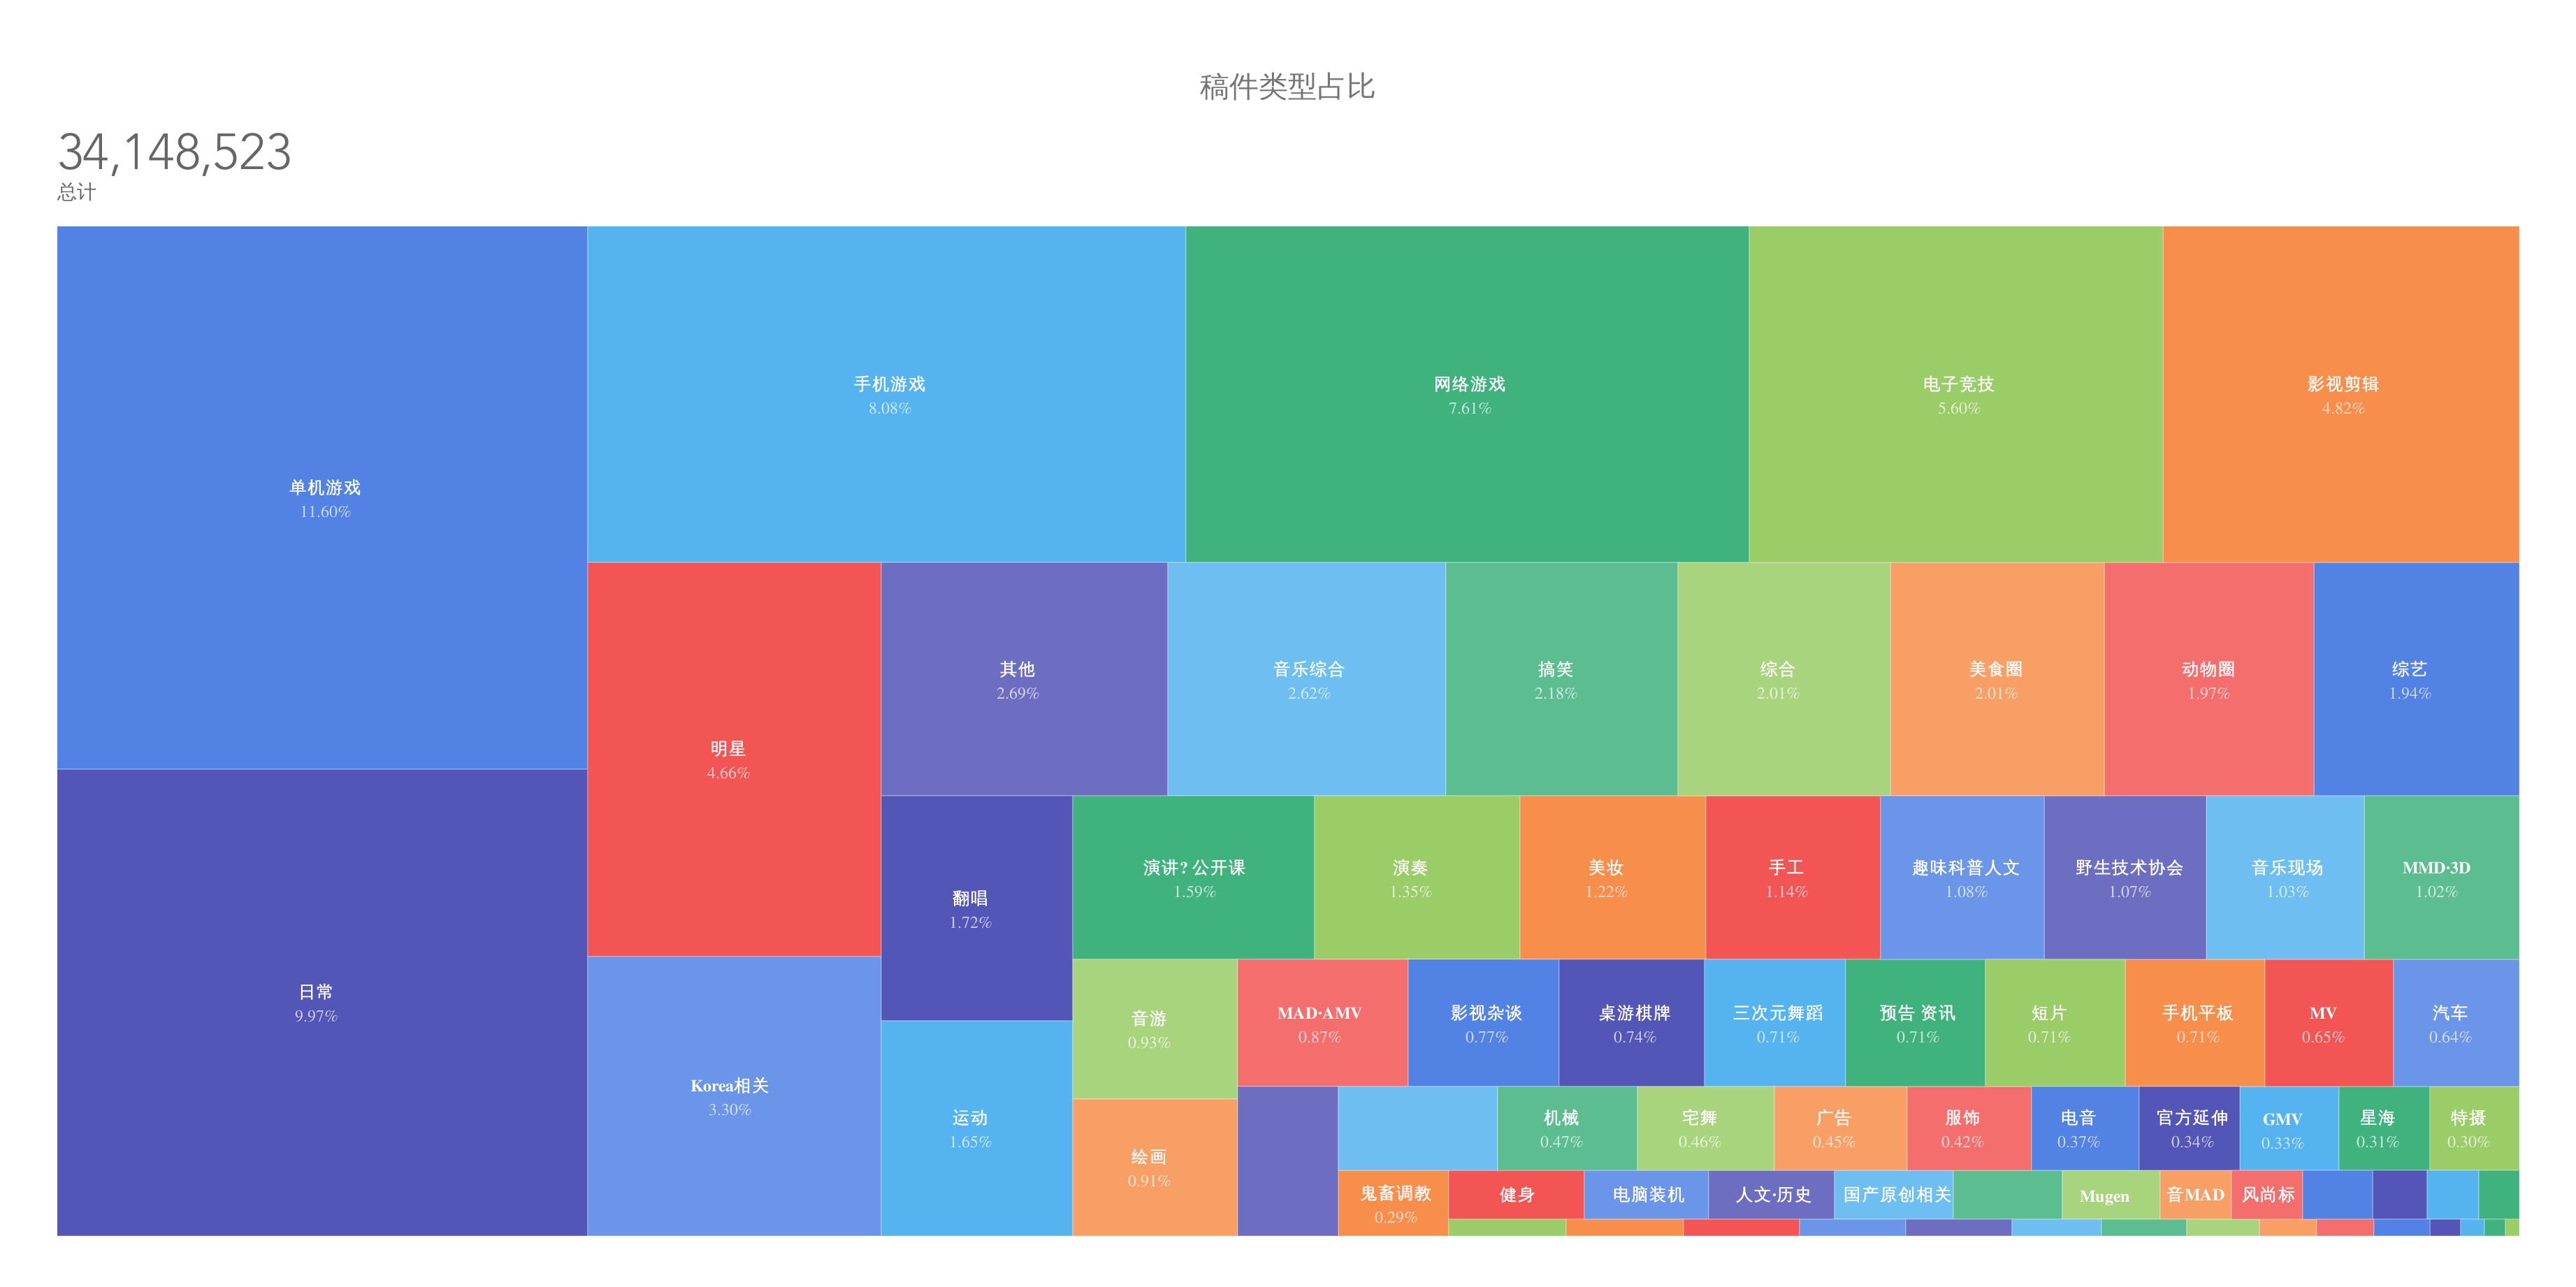 稿件类型占比
34,148,523
总计
单机游戏
11.60%
手机游戏
8.08%
网络游戏
7.61%
电子竞技
5.60%
影视剪辑
4.82%
日常
9.97%
明星
4.66%
其他
2.69%
音乐综合
2.62%
搞笑
2.18%
综合
2.01%
美食圈
2.01%
动物圈
1.97%
综艺
1.94%
Korea相关
3.30%
翻唱
1.72%
演讲? 公开课
1.59%
演奏
1.35%
美妆
1.22%
手工
1.14%
趣味科普人文
1.08%
野生技术协会
1.07%
音乐现场
1.03%
MMD·3D
1.02%
运动
1.65%
音游
0.93%
绘画
0.91%
MAD·AMV
0.87%
影视杂谈
0.77%
桌游棋牌
0.74%
三次元舞蹈
0.71%
预告 资讯
0.71%
短片
0.71%
手机平板
0.71%
MV
0.65%
汽车
0.64%
机械
0.47%
宅舞
0.46%
广告
0.45%
服饰
0.42%
电音
0.37%
官方延伸
0.34%
GMV
0.33%
星海
0.31%
特摄
0.30%
鬼畜调教
0.29%
健身
电脑装机
人文·历史
国产原创相关
Mugen
音MAD
风尚标